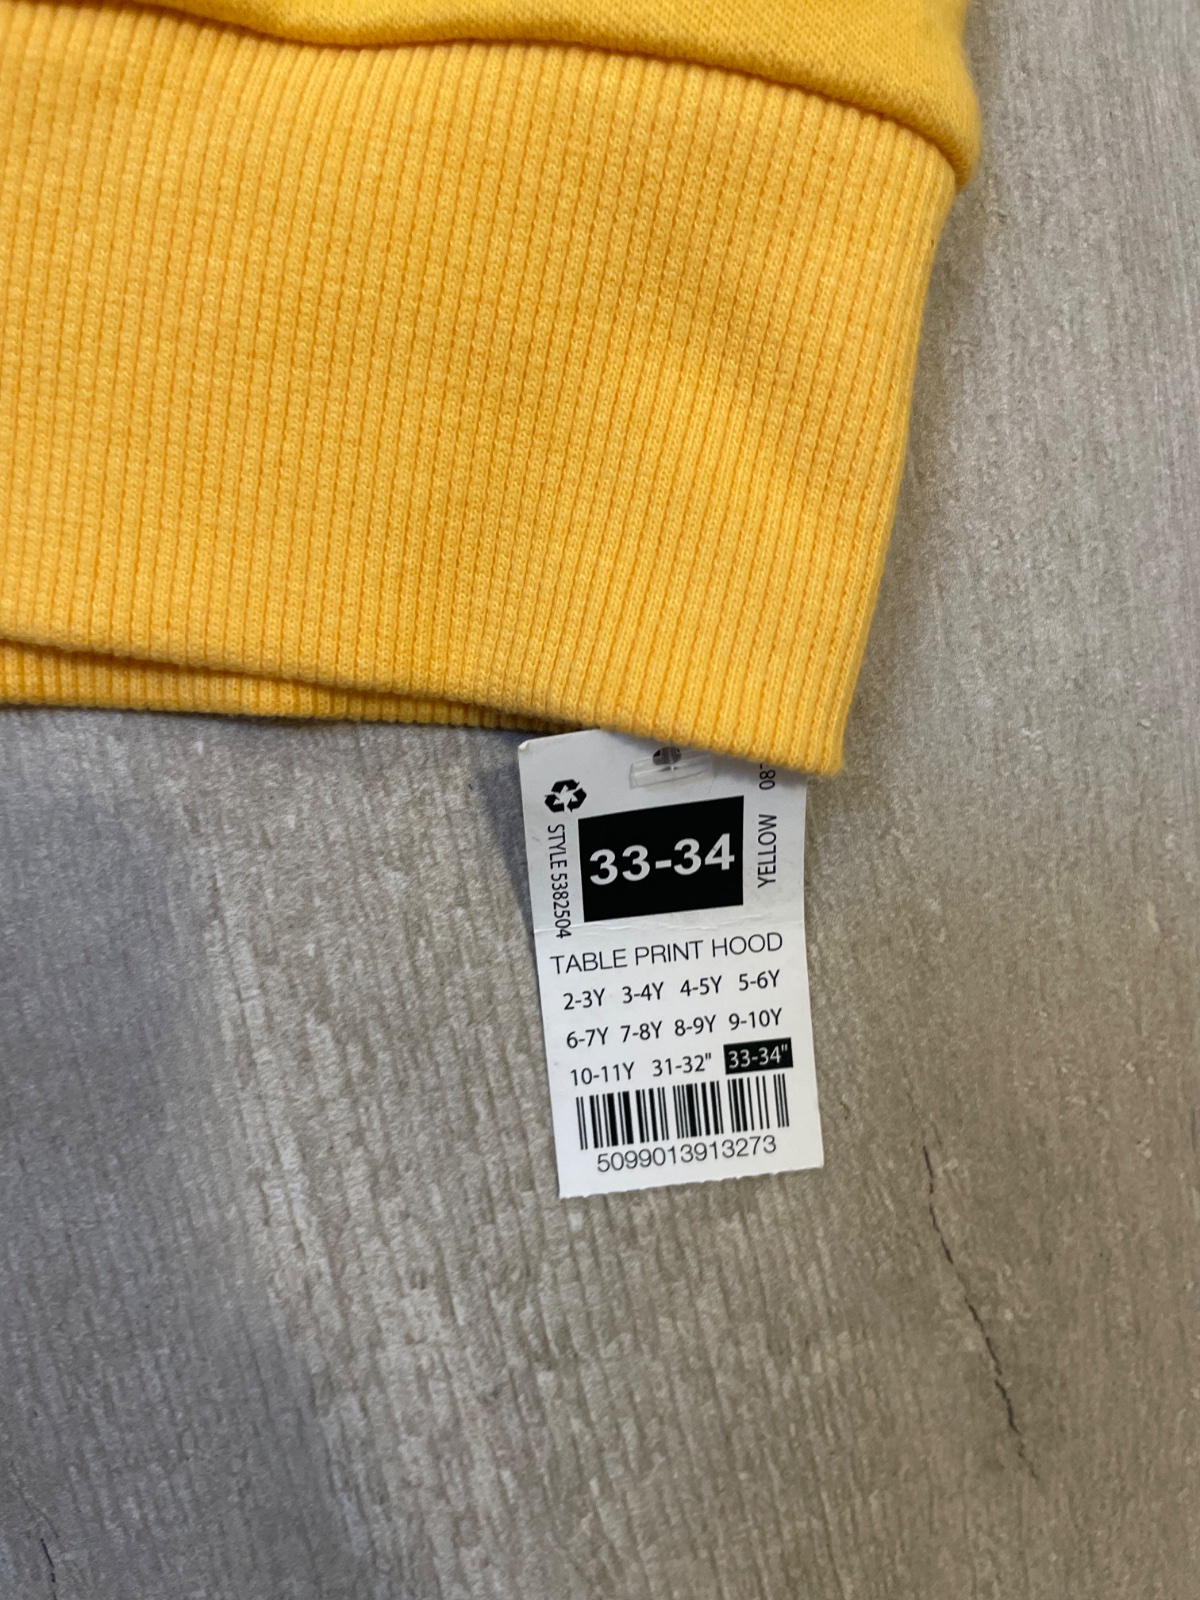 33-34
STYLE 5382504
YELLOW 08-
TABLE PRINT HOOD
2-3Y 3-4Y 4-5Y 5-6Y
6-7Y 7-8Y 8-9Y 9-10Y
10-11Y 31-32" 33-34"
5099013913273